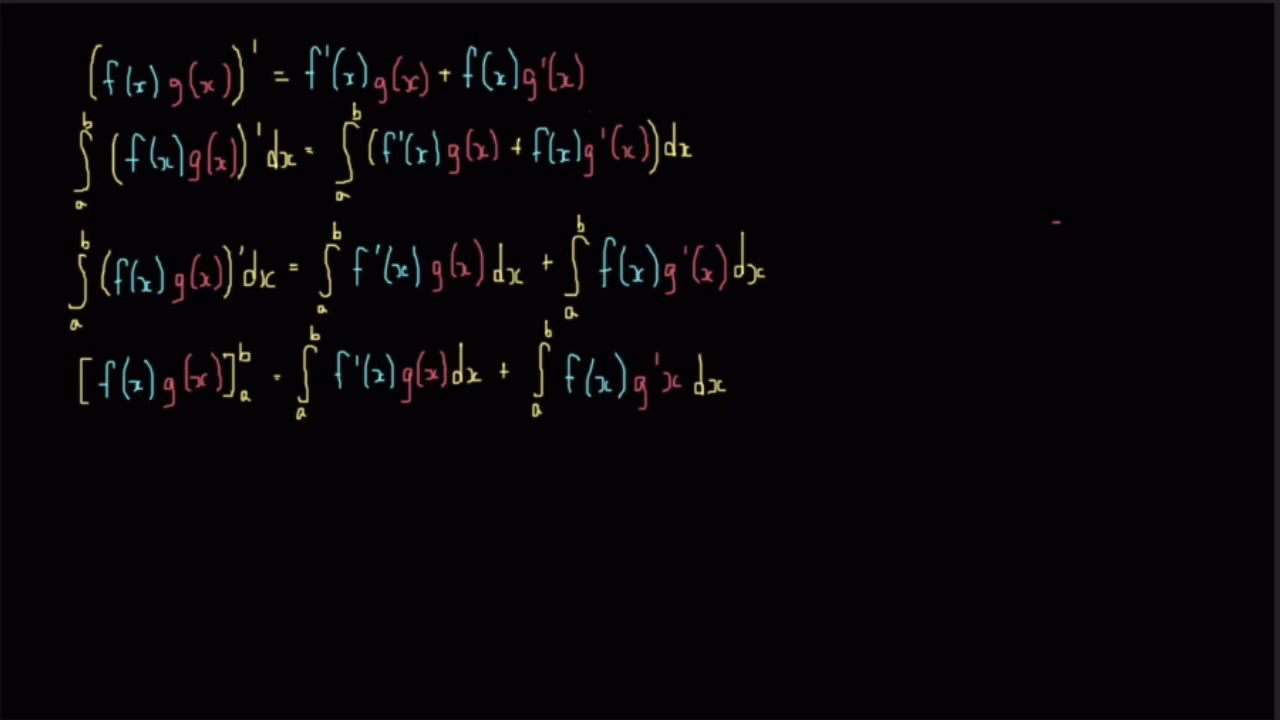 (f(x) g(x))' = f'(x) g(x) + f(x) g'(x)
∫_a^b (f(x) g(x))' dx = ∫_a^b (f'(x) g(x) + f(x) g'(x)) dx
∫_a^b (f(x) g(x))' dx = ∫_a^b f'(x) g(x) dx + ∫_a^b f(x) g'(x) dx
[f(x) g(x)]_a^b = ∫_a^b f'(x) g(x) dx + ∫_a^b f(x) g'x dx